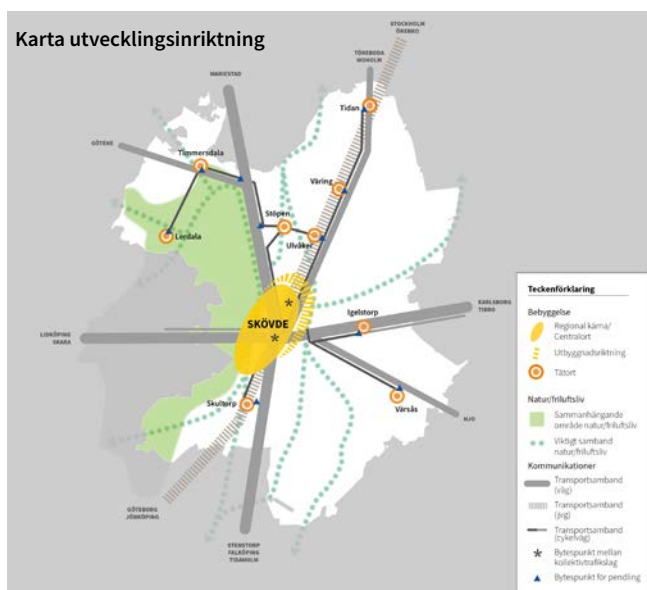 Karta utvecklingsinriktning
STOCKHOLM
ÖREBRO
TÖREBODA
MOHOLM
MARIESTAD
Tidan
GÖTENE
Timmersdala
Väring
Stöpen
Lerdala
Ulvåker
SKÖVDE
Igelstorp
KARLSBORG
TIBRO
LIDKÖPING
SKARA
Skultorp
Värsås
HJO
GÖTEBORG
JÖNKÖPING
STENSTORP
FALKÖPING
TIDAHOLM
Teckenförklaring
Bebyggelse
Regional kärna/
Centralort
Utbyggnadsriktning
Tätort
Natur/friluftsliv
Sammanhängande
område natur/friluftsliv
Viktigt samband
natur/friluftsliv
Kommunikationer
Transportsamband
(väg)
Transportsamband
(jvg)
Transportsamband
(cykelväg)
Bytespunkt mellan
kollektivtrafikslag
Bytespunkt för pendling